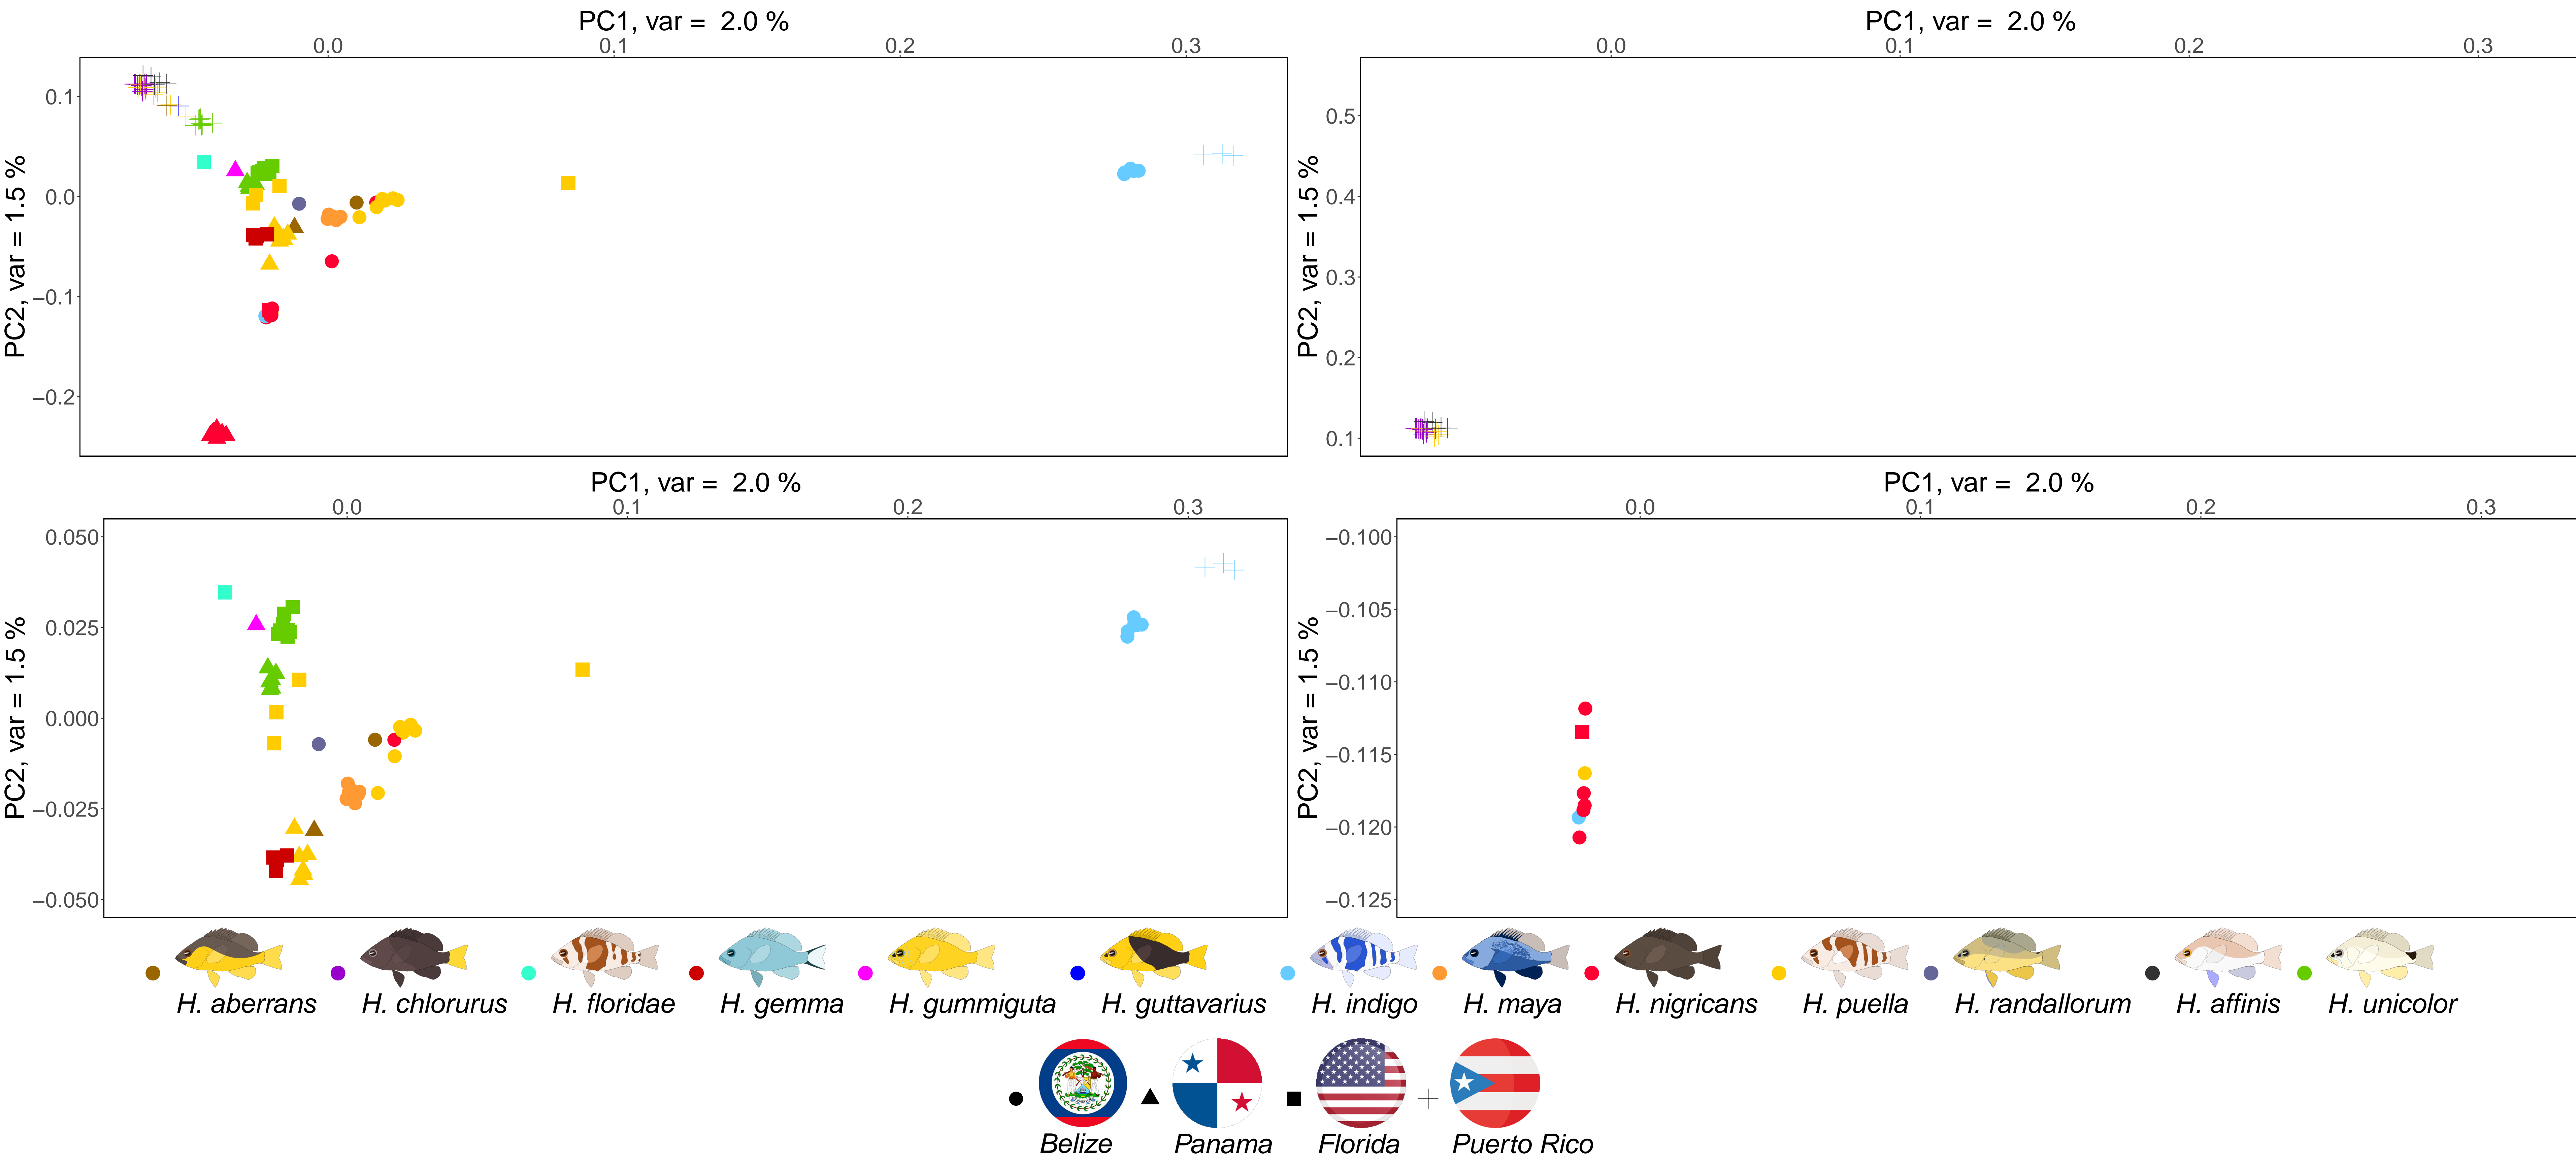 PC1, var =  2.0 %
0.0 0.1 0.2 0.3
PC2, var = 1.5 %
0.1
0.0
−0.1
−0.2
PC1, var =  2.0 %
0.0 0.1 0.2 0.3
PC2, var = 1.5 %
0.5
0.4
0.3
0.2
0.1
PC1, var =  2.0 %
0.0 0.1 0.2 0.3
PC2, var = 1.5 %
0.050
0.025
0.000
−0.025
−0.050
PC1, var =  2.0 %
0.0 0.1 0.2 0.3
PC2, var = 1.5 %
−0.100
−0.105
−0.110
−0.115
−0.120
−0.125
H. aberrans H. chlorurus H. floridae H. gemma H. gummiguta H. guttavarius H. indigo H. maya H. nigricans H. puella H. randallorum H. affinis H. unicolor
Belize Panama Florida Puerto Rico